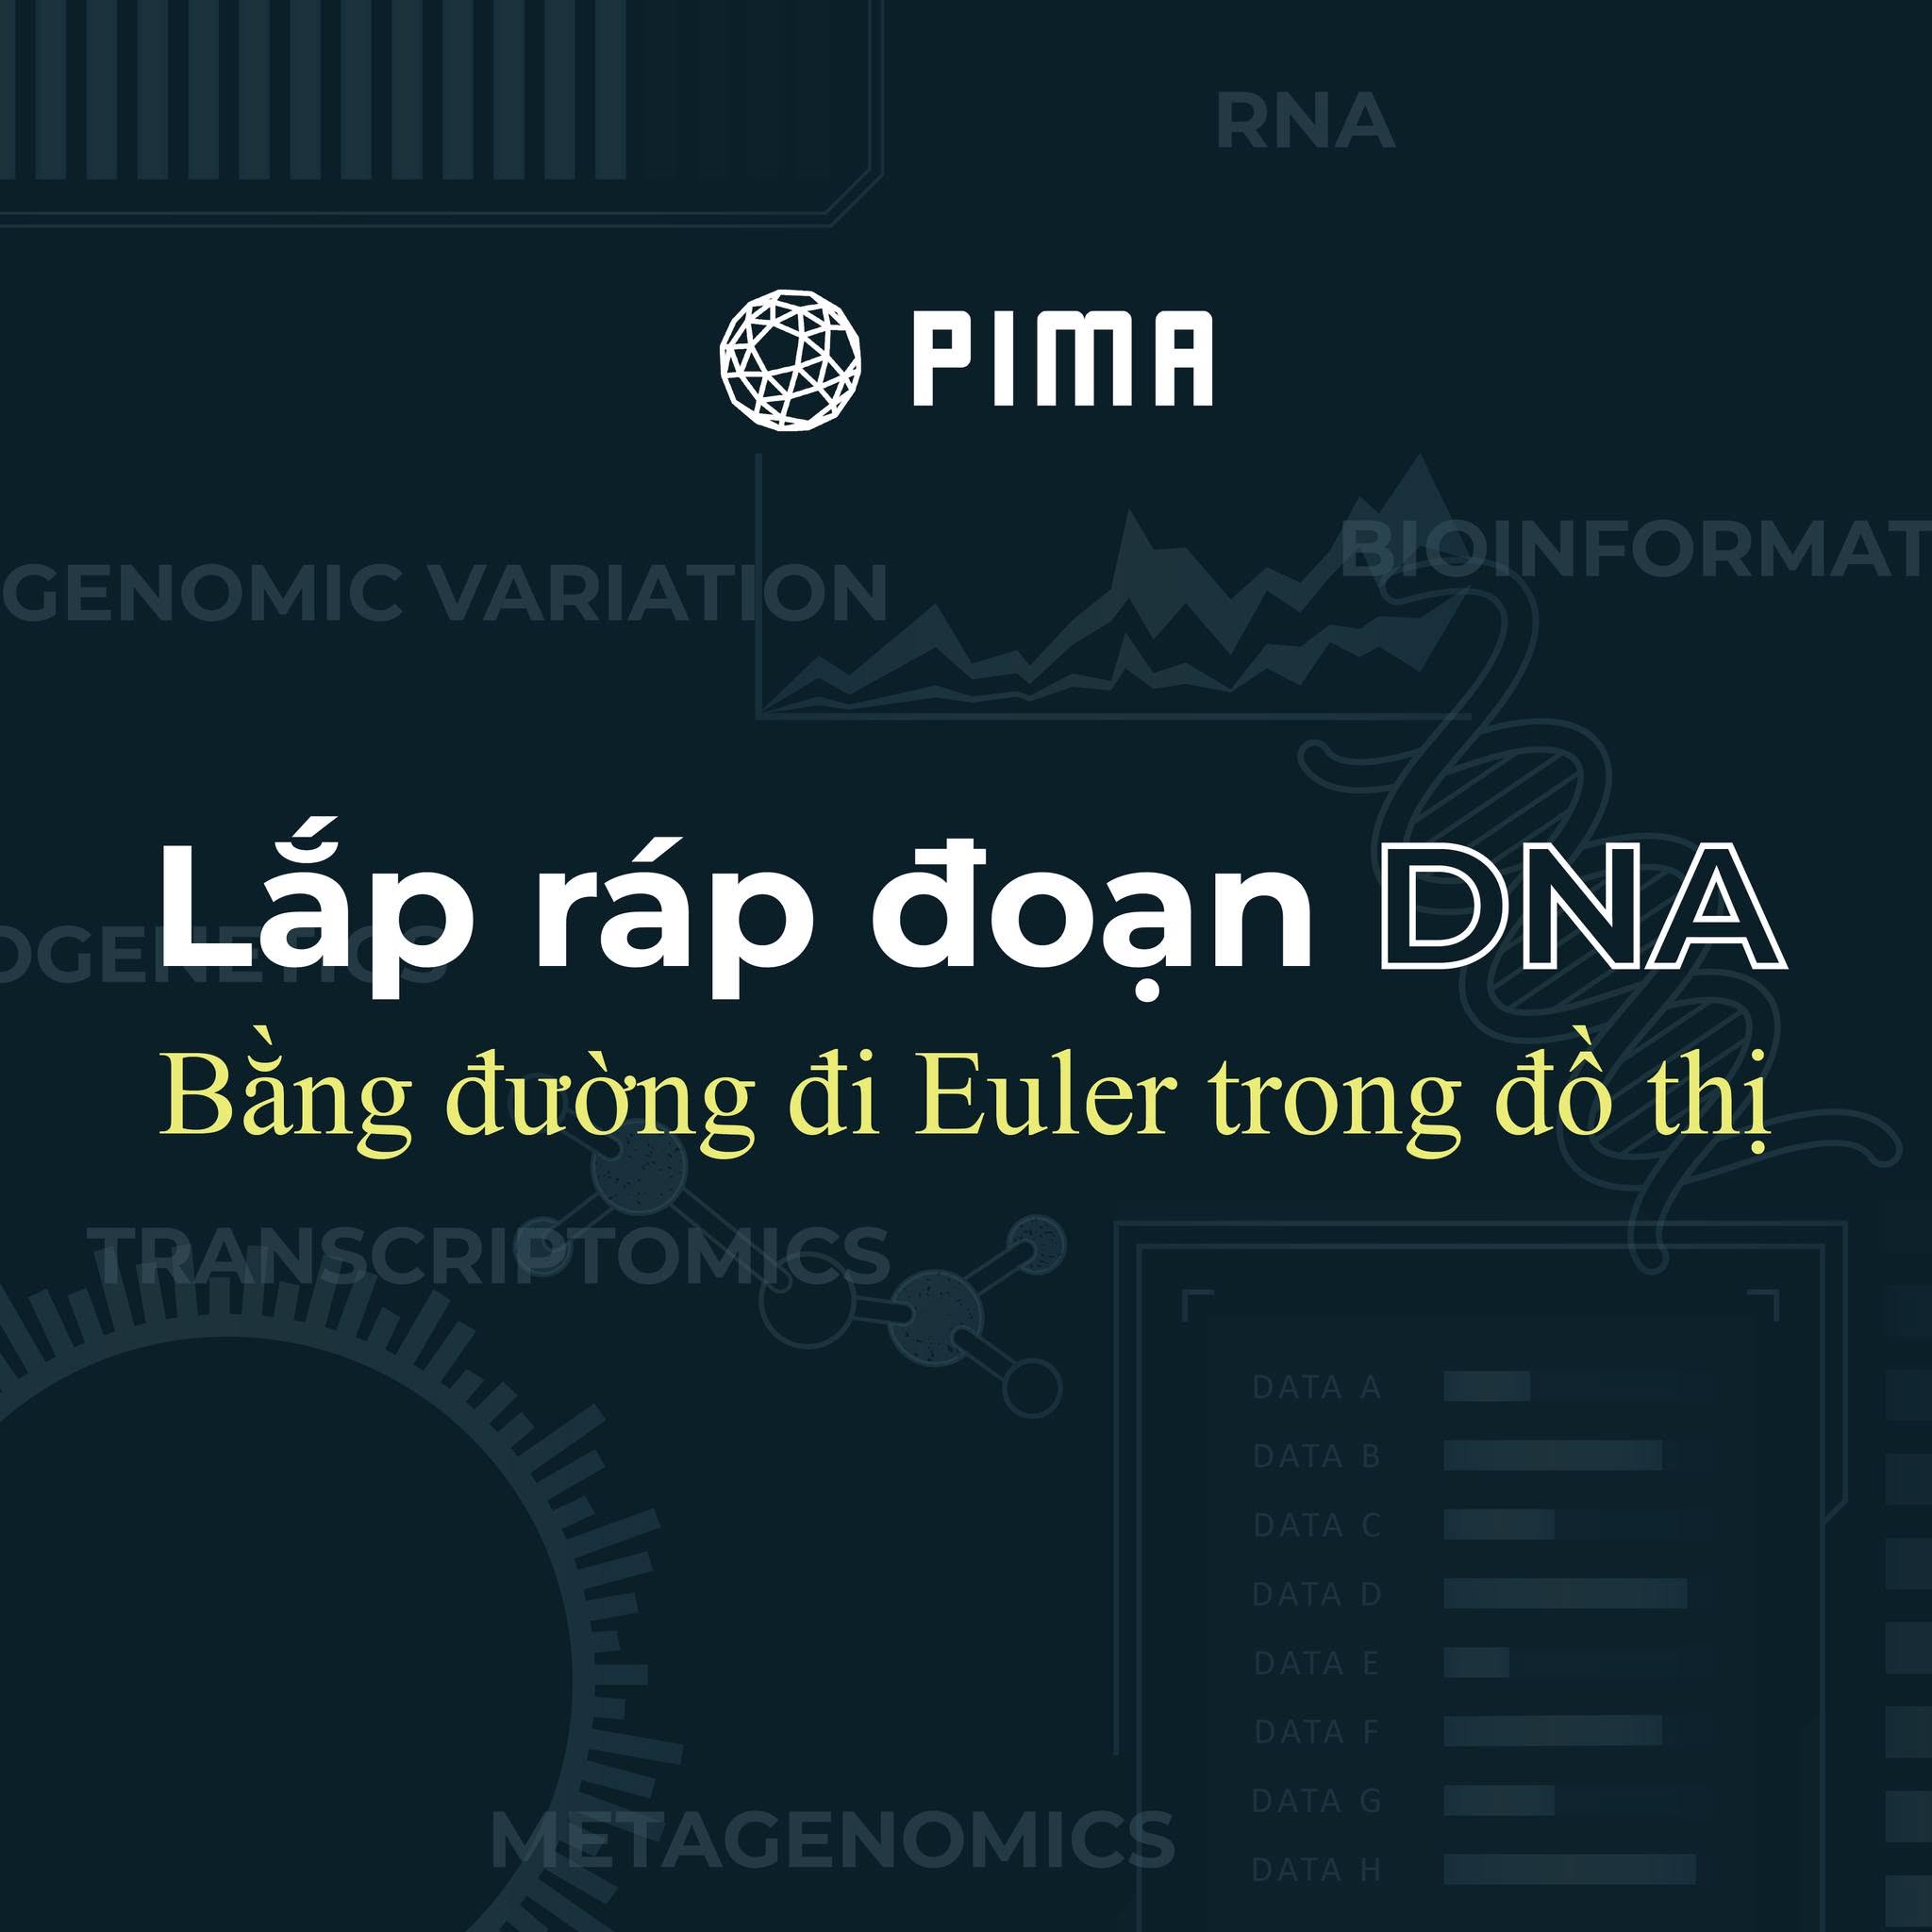 RNA
PIMA
BIOINFORMAT
GENOMIC VARIATION
Lắp ráp đoạn DNA
OGENETICS
Bằng đường đi Euler trong đồ thị
TRANSCRIPTOMICS
DATA A
DATA B
DATA C
DATA D
DATA E
DATA F
DATA G
DATA H
METAGENOMICS